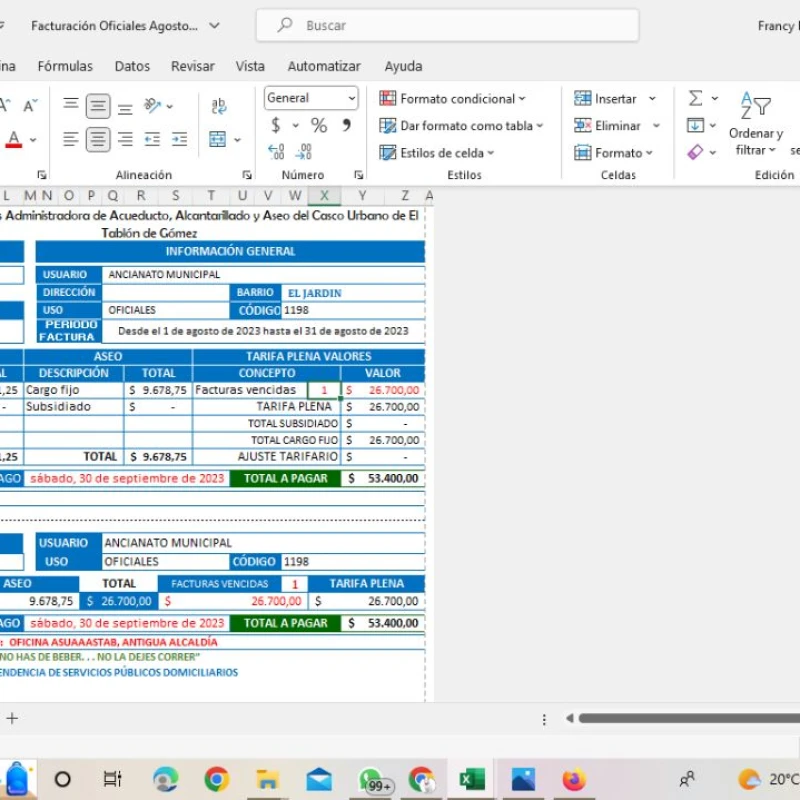 Facturación Oficiales Agosto...
Buscar
Francy
ina Fórmulas Datos Revisar Vista Automatizar Ayuda
General
Formato condicional
Insertar
$ % 
Dar formato como tabla
Eliminar
Ordenar y
filtrar
Estilos de celda
Formato
Alineación Número Estilos Celdas Edición
L M N O P Q R S T U V W X Y Z A
s Administradora de Acueducto, Alcantarillado y Aseo del Casco Urbano de El
Tablón de Gómez
INFORMACIÓN GENERAL
USUARIO ANCIANATO MUNICIPAL
DIRECCIÓN BARRIO EL JARDIN
USO OFICIALES CÓDIGO 1198
PERIODO
FACTURA Desde el 1 de agosto de 2023 hasta el 31 de agosto de 2023
ASEO TARIFA PLENA VALORES
AL DESCRIPCIÓN TOTAL CONCEPTO VALOR
1,25 Cargo fijo $ 9.678,75 Facturas vencidas 1 $ 26.700,00
- Subsidiado $ - TARIFA PLENA $ 26.700,00
TOTAL SUBSIDIADO $ -
TOTAL CARGO FIJO $ 26.700,00
,25 TOTAL $ 9.678,75 AJUSTE TARIFARIO $ -
AGO sábado, 30 de septiembre de 2023 TOTAL A PAGAR $ 53.400,00
USUARIO ANCIANATO MUNICIPAL
USO OFICIALES CÓDIGO 1198
ASEO TOTAL FACTURAS VENCIDAS 1 TARIFA PLENA
9.678,75 $ 26.700,00 $ 26.700,00 $ 26.700,00
AGO sábado, 30 de septiembre de 2023 TOTAL A PAGAR $ 53.400,00
: OFICINA ASUAAASTAB, ANTIGUA ALCALDÍA
NO HAS DE BEBER. . . NO LA DEJES CORRER"
ENDENCIA DE SERVICIOS PÚBLICOS DOMICILIARIOS
99+
20°C